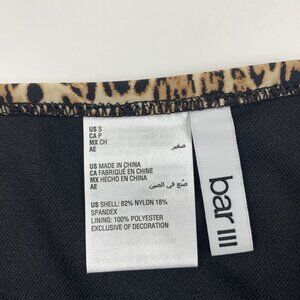 US S
CA P
MX CH
AE صغير
US MADE IN CHINA
CA FABRIQUÉ EN CHINE
MX HECHO EN CHINA
AE صُنع في الصين
US SHELL: 82% NYLON 18%
SPANDEX
LINING: 100% POLYESTER
EXCLUSIVE OF DECORATION
bar III